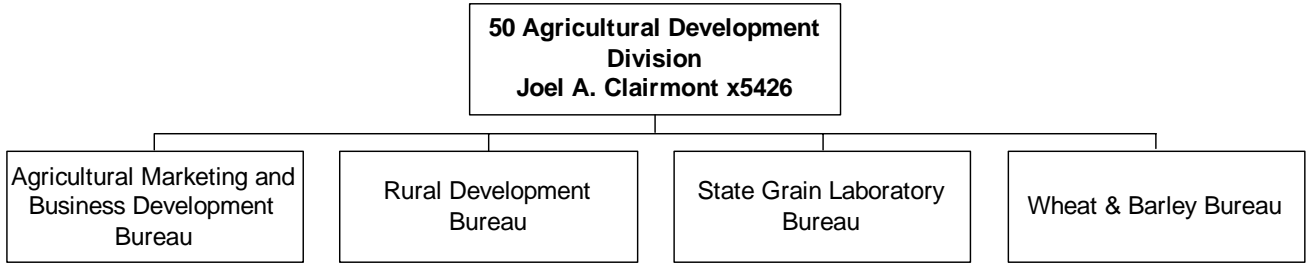 50 Agricultural Development
Division
Joel A. Clairmont x5426
Agricultural Marketing and
Business Development
Bureau
Rural Development
Bureau
State Grain Laboratory
Bureau
Wheat & Barley Bureau